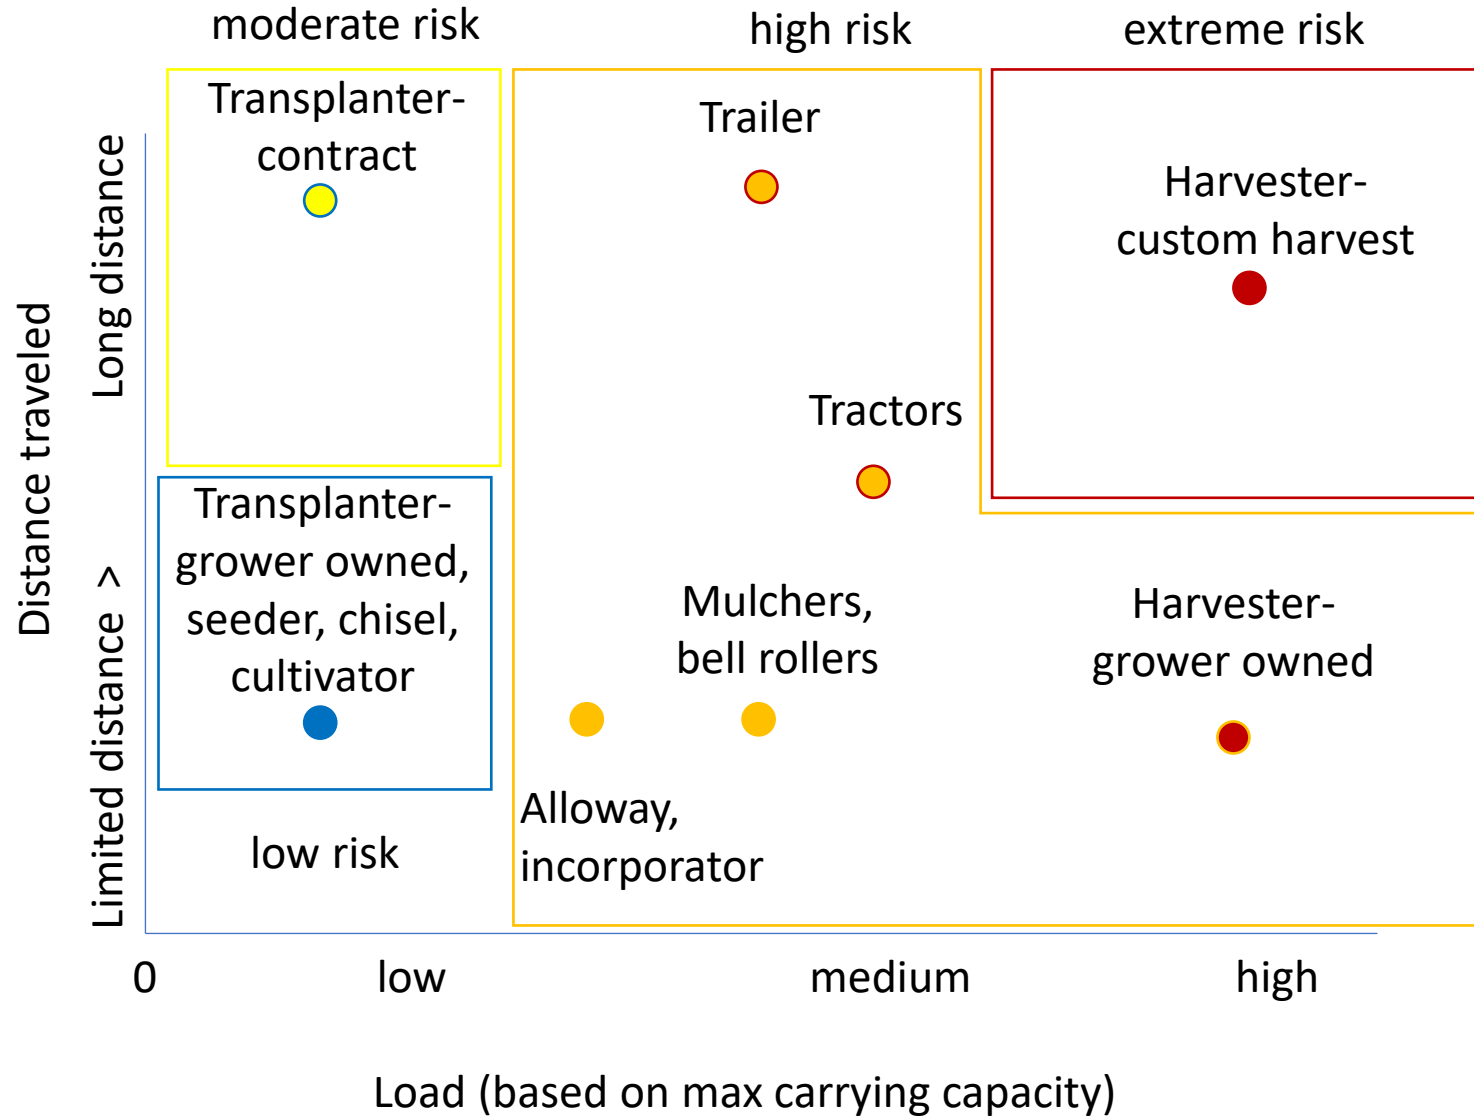 moderate risk
high risk
extreme risk
Transplanter-
contract
Trailer
Harvester-
custom harvest
Tractors
Transplanter-
grower owned,
seeder, chisel,
cultivator
Mulchers,
bell rollers
Harvester-
grower owned
Alloway,
incorporator
low risk
Distance traveled
Limited distance >
Long distance
0
low
medium
high
Load (based on max carrying capacity)